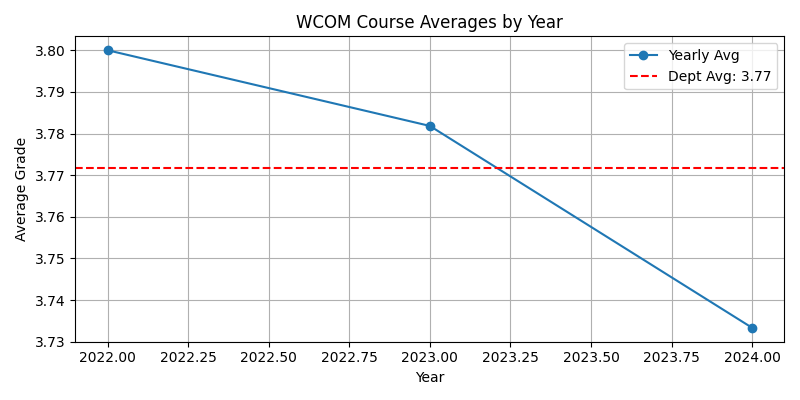 WCOM Course Averages by Year
Yearly Avg
Dept Avg: 3.77
Average Grade
3.80
3.79
3.78
3.77
3.76
3.75
3.74
3.73
2022.00 2022.25 2022.50 2022.75 2023.00 2023.25 2023.50 2023.75 2024.00
Year